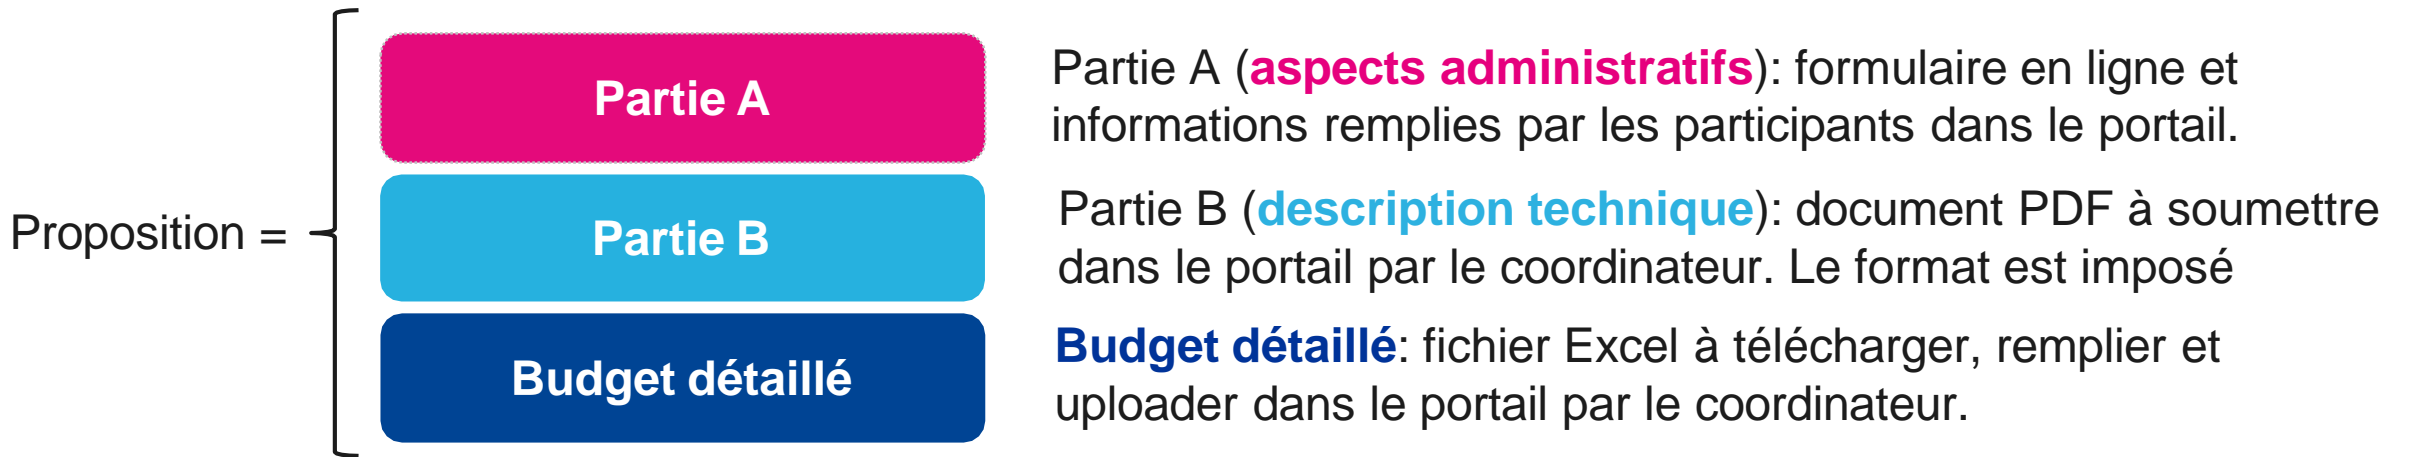 Proposition =
Partie A
Partie A (aspects administratifs): formulaire en ligne et
informations remplies par les participants dans le portail.
Partie B
Partie B (description technique): document PDF à soumettre
dans le portail par le coordinateur. Le format est imposé
Budget détaillé
Budget détaillé: fichier Excel à télécharger, remplier et
uploader dans le portail par le coordinateur.